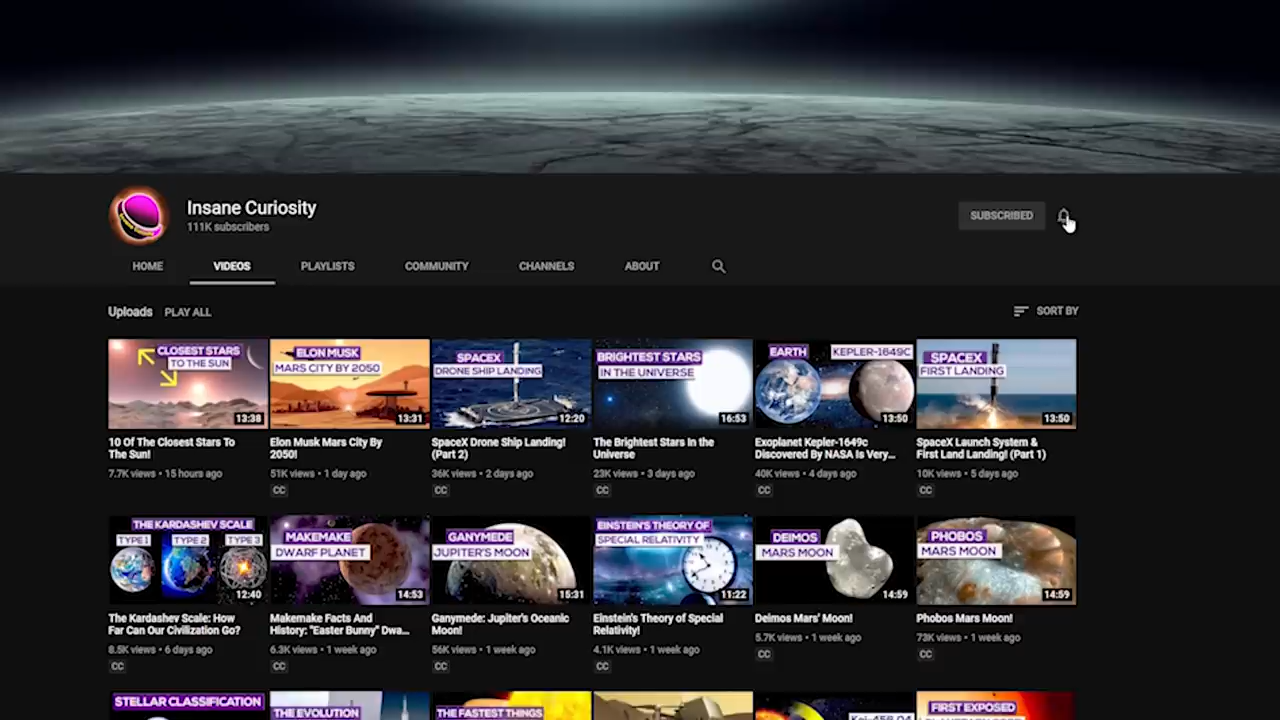 Insane Curiosity
111K subscribers
SUBSCRIBED
HOME
VIDEOS
PLAYLISTS
COMMUNITY
CHANNELS
ABOUT
Uploads
PLAY ALL
SORT BY
CLOSEST STARS
TO THE SUN
13:38
ELON MUSK
MARS CITY BY 2050
13:31
SPACEX
DRONE SHIP LANDING
12:20
BRIGHTEST STARS
IN THE UNIVERSE
16:53
EARTH
KEPLER-1649C
13:50
SPACEX
FIRST LANDING
13:50
10 Of The Closest Stars To
The Sun!
7.7K views • 15 hours ago
Elon Musk Mars City By
2050!
51K views • 1 day ago
CC
SpaceX Drone Ship Landing!
(Part 2)
36K views • 2 days ago
CC
The Brightest Stars In the
Universe
23K views • 3 days ago
CC
Exoplanet Kepler-1649c
Discovered By NASA Is Very...
40K views • 4 days ago
CC
SpaceX Launch System &
First Land Landing! (Part 1)
10K views • 5 days ago
CC
THE KARDASHEV SCALE
TYPE 1
TYPE 2
TYPE 3
12:40
MAKEMAKE
DWARF PLANET
14:53
GANYMEDE
JUPITER'S MOON
15:31
EINSTEIN'S THEORY OF
SPECIAL RELATIVITY
11:22
DEIMOS
MARS MOON
14:59
PHOBOS
MARS MOON
14:59
The Kardashev Scale: How
Far Can Our Civilization Go?
8.5K views • 6 days ago
CC
Makemake Facts And
History: "Easter Bunny" Dwa...
6.3K views • 1 week ago
CC
Ganymede: Jupiter's Oceanic
Moon!
56K views • 1 week ago
CC
Einstein's Theory of Special
Relativity!
4.1K views • 1 week ago
CC
Deimos Mars' Moon!
5.7K views • 1 week ago
CC
Phobos Mars Moon!
73K views • 1 week ago
CC
STELLAR CLASSIFICATION
THE EVOLUTION
THE FASTEST THINGS
FIRST EXPOSED